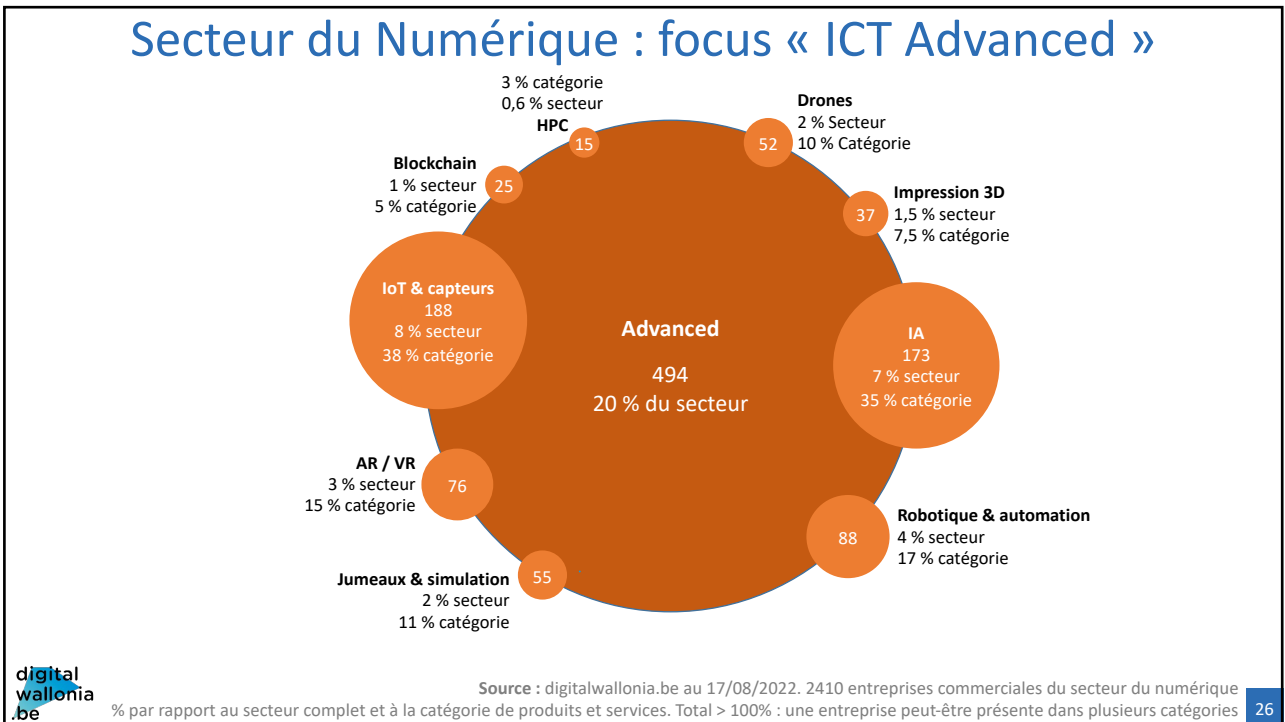 Secteur du Numérique : focus « ICT Advanced »
3 % catégorie
0,6 % secteur
HPC
15
Drones
2 % Secteur
10 % Catégorie
52
Blockchain
1 % secteur
5 % catégorie
25
Impression 3D
1,5 % secteur
7,5 % catégorie
37
IoT & capteurs
188
8 % secteur
38 % catégorie
Advanced
494
20 % du secteur
IA
173
7 % secteur
35 % catégorie
AR / VR
3 % secteur
15 % catégorie
76
Robotique & automation
4 % secteur
17 % catégorie
88
Jumeaux & simulation
2 % secteur
11 % catégorie
55
digital
wallonia
.be
Source : digitalwallonia.be au 17/08/2022. 2410 entreprises commerciales du secteur du numérique
% par rapport au secteur complet et à la catégorie de produits et services. Total > 100% : une entreprise peut-être présente dans plusieurs catégories
26